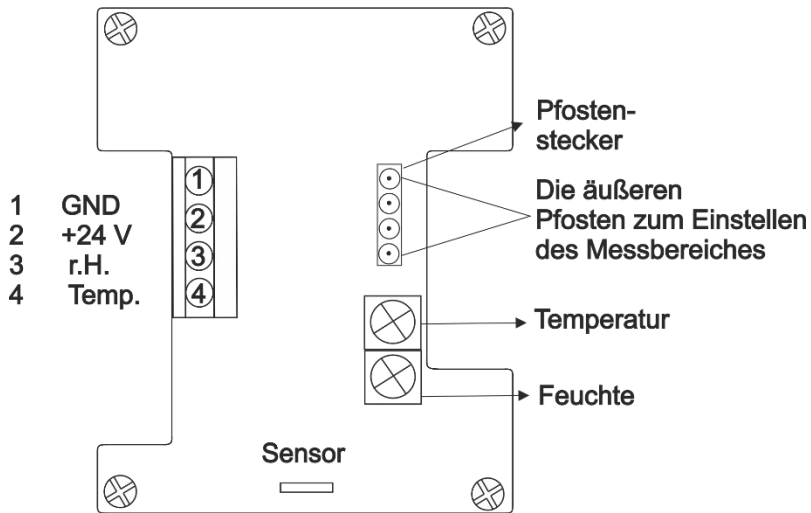 Pfosten-
stecker
Die äußeren
Pfosten zum Einstellen
des Messbereiches
1 GND
2 +24 V
3 r.H.
4 Temp.
1
2
3
4
Temperatur
Feuchte
Sensor